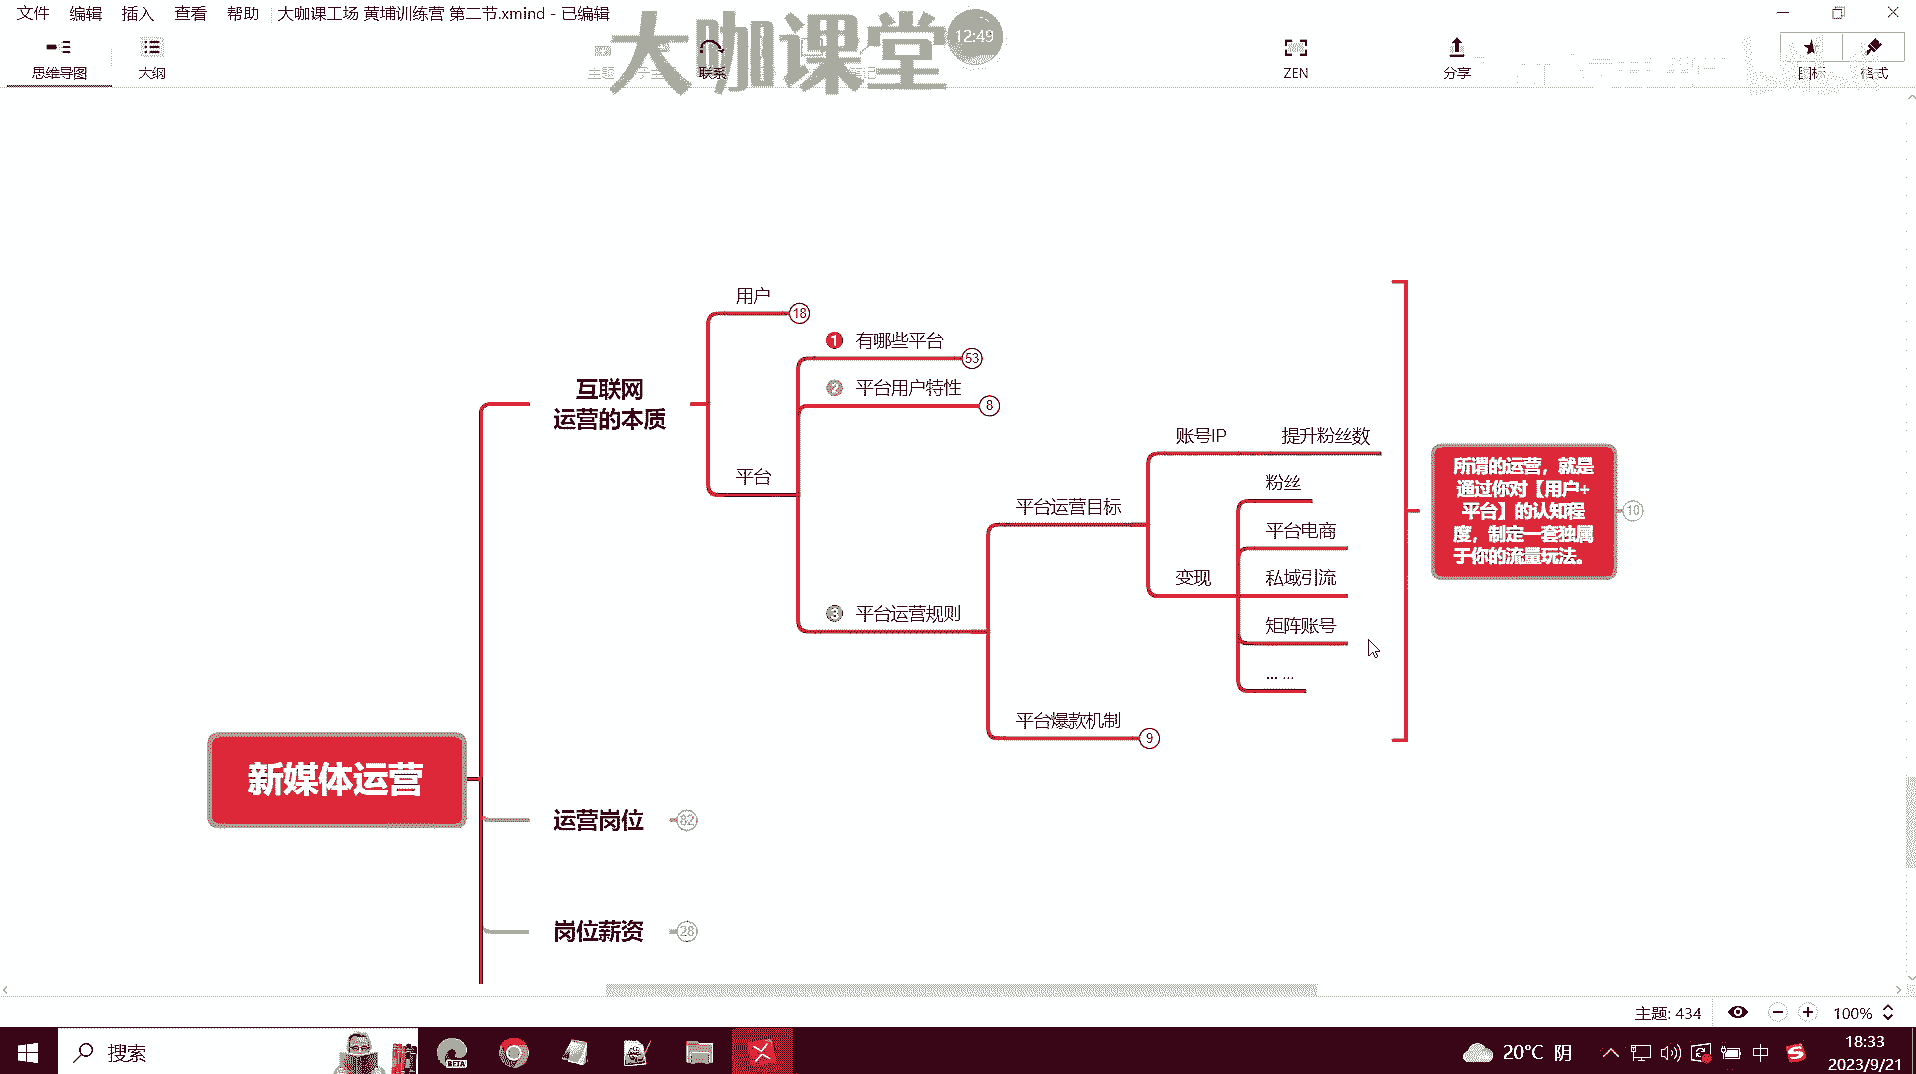 文件 编辑 插入 查看 帮助 大咖课工场 黄埔训练营 第二节.xmind - 已编辑
大咖课堂
12:49
思维导图
大纲
主题
联系
ZEN
分享
图标
格式
用户
18
1 有哪些平台
53
2 平台用户特性
8
互联网
运营的本质
平台
账号IP
提升粉丝数
粉丝
平台运营目标
平台电商
变现
私域引流
矩阵账号
... ...
3 平台运营规则
平台爆款机制
9
所谓的运营，就是
通过你对【用户+
平台】的认知程
度，制定一套独属
于你的流量玩法。
10
新媒体运营
运营岗位
82
岗位薪资
28
主题: 434
100%
搜索
BETA
20°C 阴
中
18:33
2023/9/21